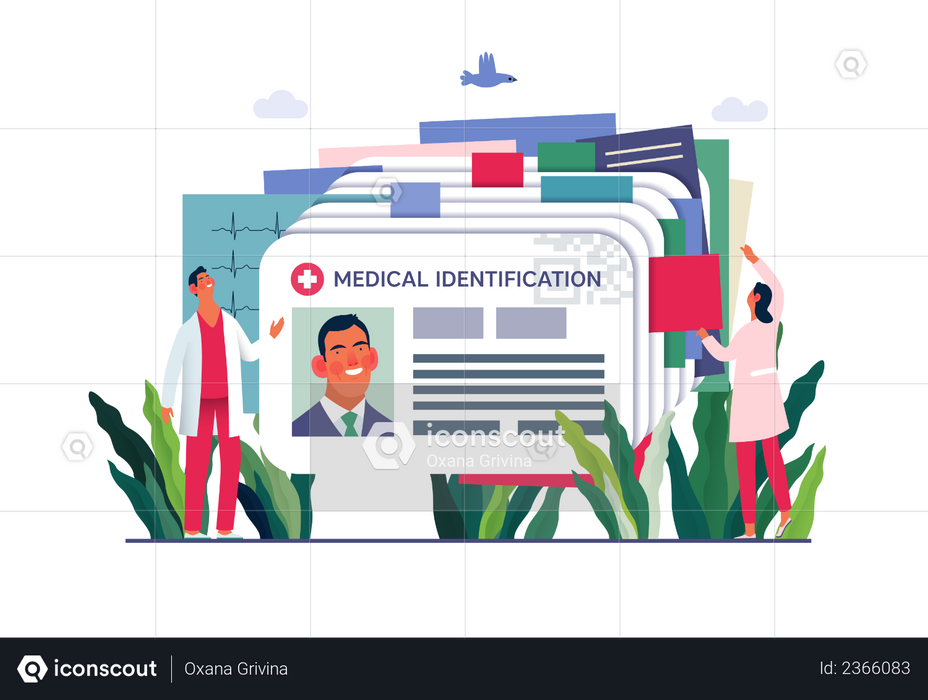 MEDICAL IDENTIFICATION
iconscout
Oxana Grivina
iconscout
Oxana Grivina
Id: 2366083